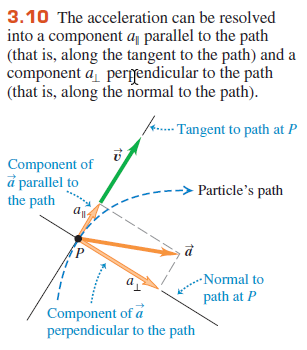 3.10 The acceleration can be resolved
into a component a∥ parallel to the path
(that is, along the tangent to the path) and a
component a⊥ perpendicular to the path
(that is, along the normal to the path).
Tangent to path at P
Component of
a⃗ parallel to
the path
v⃗
Particle's path
a∥
P
a⃗
a⊥
Normal to
path at P
Component of a⃗
perpendicular to the path